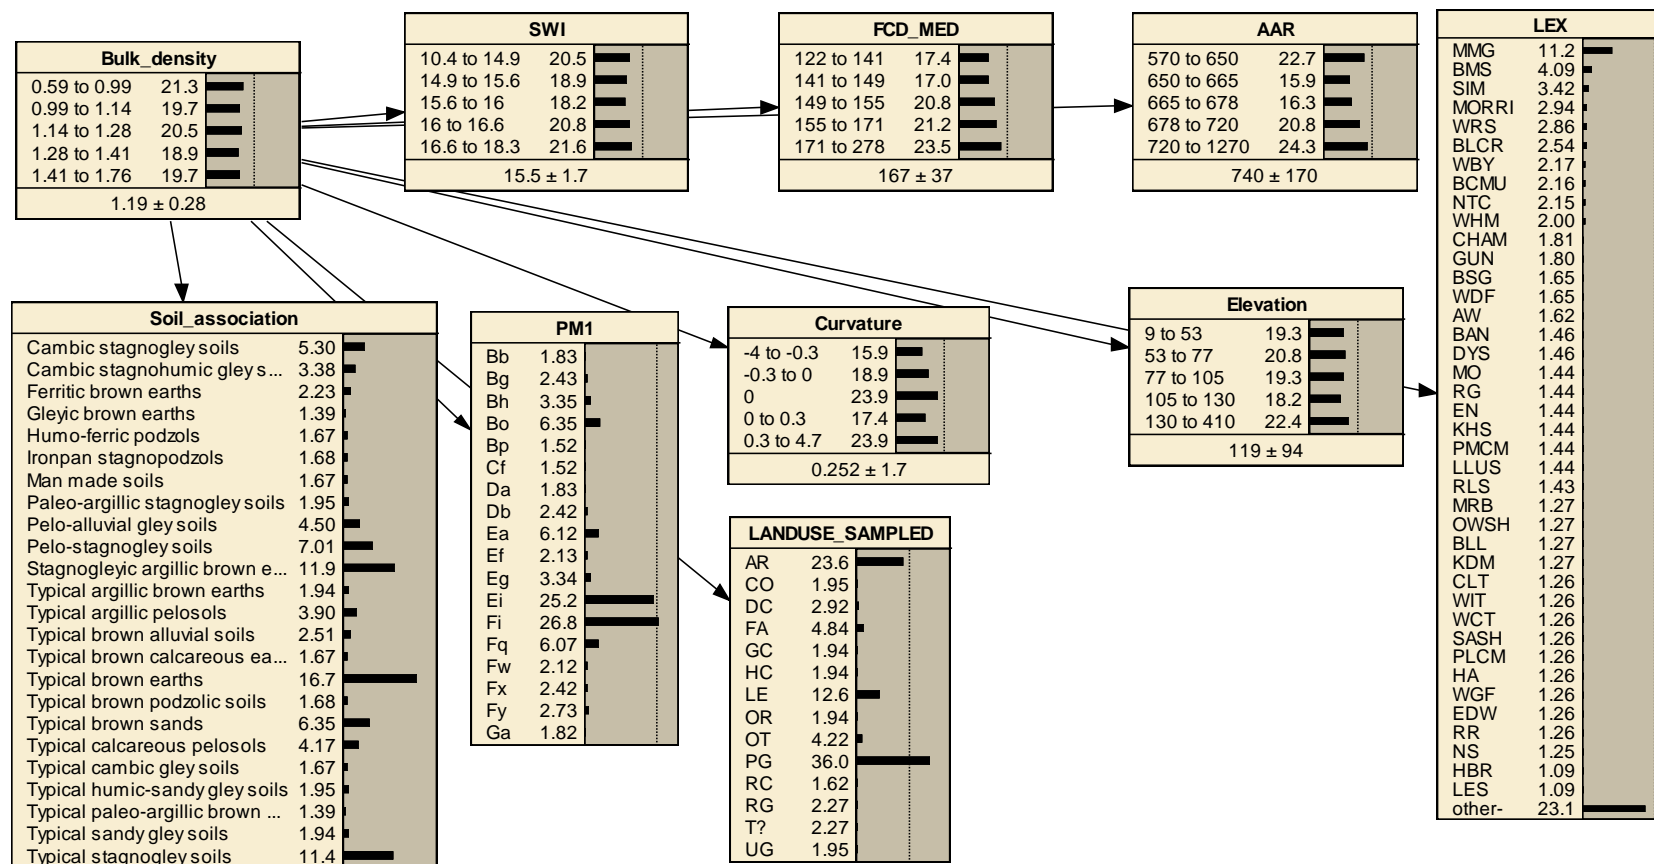 Bulk_density
0.59 to 0.99 21.3
0.99 to 1.14 19.7
1.14 to 1.28 20.5
1.28 to 1.41 18.9
1.41 to 1.76 19.7
1.19 ± 0.28
SWI
10.4 to 14.9 20.5
14.9 to 15.6 18.9
15.6 to 16 18.2
16 to 16.6 20.8
16.6 to 18.3 21.6
15.5 ± 1.7
FCD_MED
122 to 141 17.4
141 to 149 17.0
149 to 155 20.8
155 to 171 21.2
171 to 278 23.5
167 ± 37
AAR
570 to 650 22.7
650 to 665 15.9
665 to 678 16.3
678 to 720 20.8
720 to 1270 24.3
740 ± 170
LEX
MMG 11.2
BMS 4.09
SIM 3.42
MORRI 2.94
WRS 2.86
BLCR 2.54
WBY 2.17
BCMU 2.16
NTC 2.15
WHM 2.00
CHAM 1.81
GUN 1.80
BSG 1.65
WDF 1.65
AW 1.62
BAN 1.46
DYS 1.46
MO 1.44
RG 1.44
EN 1.44
KHS 1.44
PMCM 1.44
LLUS 1.44
RLS 1.43
MRB 1.27
OWSH 1.27
BLL 1.27
KDM 1.27
CLT 1.26
WIT 1.26
WCT 1.26
SASH 1.26
PLCM 1.26
HA 1.26
WGF 1.26
EDW 1.26
RR 1.26
NS 1.25
HBR 1.09
LES 1.09
other- 23.1
Soil_association
Cambic stagnogley soils 5.30
Cambic stagnohumic gley s... 3.38
Ferritic brown earths 2.23
Gleyic brown earths 1.39
Humo-ferric podzols 1.67
Ironpan stagnopodzols 1.68
Man made soils 1.67
Paleo-argillic stagnogley soils 1.95
Pelo-alluvial gley soils 4.50
Pelo-stagnogley soils 7.01
Stagnogleyic argillic brown e... 11.9
Typical argillic brown earths 1.94
Typical argillic pelosols 3.90
Typical brown alluvial soils 2.51
Typical brown calcareous ea... 1.67
Typical brown earths 16.7
Typical brown podzolic soils 1.68
Typical brown sands 6.35
Typical calcareous pelosols 4.17
Typical cambic gley soils 1.67
Typical humic-sandy gley soils 1.95
Typical paleo-argillic brown ... 1.39
Typical sandy gley soils 1.94
Typical stagnogley soils 11.4
PM1
Bb 1.83
Bg 2.43
Bh 3.35
Bo 6.35
Bp 1.52
Cf 1.52
Da 1.83
Db 2.42
Ea 6.12
Ef 2.13
Eg 3.34
Ei 25.2
Fi 26.8
Fq 6.07
Fw 2.12
Fx 2.42
Fy 2.73
Ga 1.82
Curvature
-4 to -0.3 15.9
-0.3 to 0 18.9
0 23.9
0 to 0.3 17.4
0.3 to 4.7 23.9
0.252 ± 1.7
Elevation
9 to 53 19.3
53 to 77 20.8
77 to 105 19.3
105 to 130 18.2
130 to 410 22.4
119 ± 94
LANDUSE_SAMPLED
AR 23.6
CO 1.95
DC 2.92
FA 4.84
GC 1.94
HC 1.94
LE 12.6
OR 1.94
OT 4.22
PG 36.0
RC 1.62
RG 2.27
T? 2.27
UG 1.95